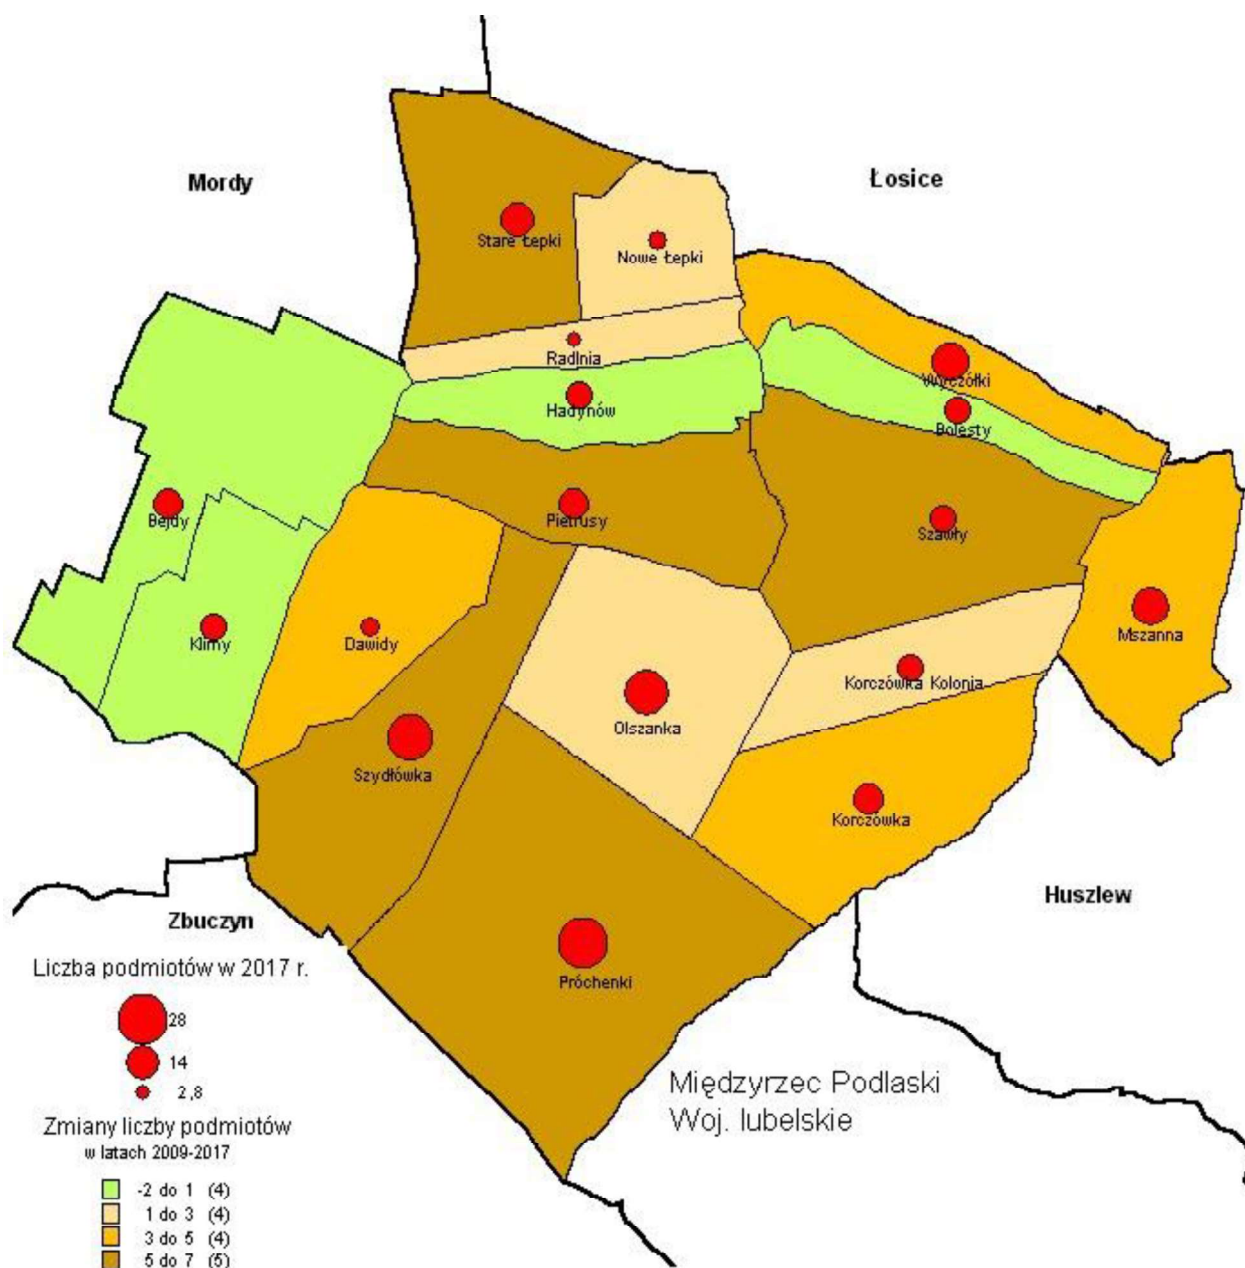 Mordy
Łosice
Stare Łepki
Nowe Łepki
Radlnia
Wyczółki
Hadynów
Bolesty
Bejdy
Pietrusy
Szawły
Klimy
Dawidy
Mszanna
Korczówka Kolonia
Olszanka
Szydłówka
Korczówka
Huszlew
Zbuczyn
Próchenki
Liczba podmiotów w 2017 r.
28
14
2,8
Zmiany liczby podmiotów
w latach 2009-2017
-2 do 1 (4)
1 do 3 (4)
3 do 5 (4)
5 do 7 (5)
Międzyrzec Podlaski
Woj. lubelskie